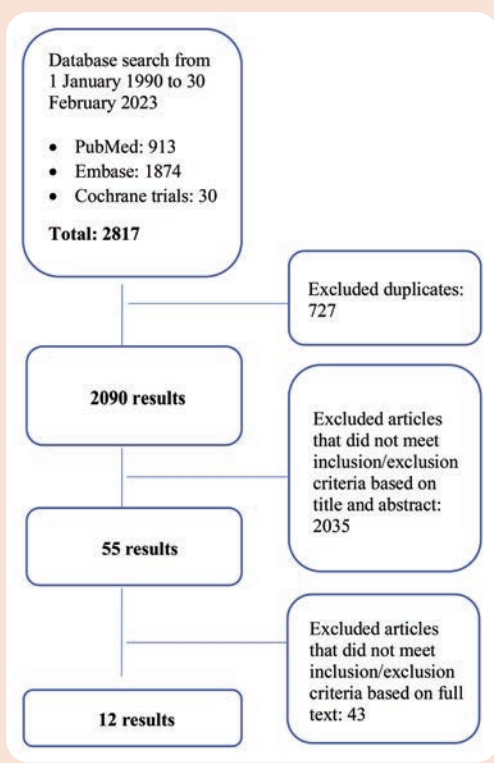 Database search from
1 January 1990 to 30
February 2023
• PubMed: 913
• Embase: 1874
• Cochrane trials: 30
Total: 2817
Excluded duplicates:
727
2090 results
Excluded articles
that did not meet
inclusion/exclusion
criteria based on
title and abstract:
2035
55 results
Excluded articles
that did not meet
inclusion/exclusion
criteria based on full
text: 43
12 results